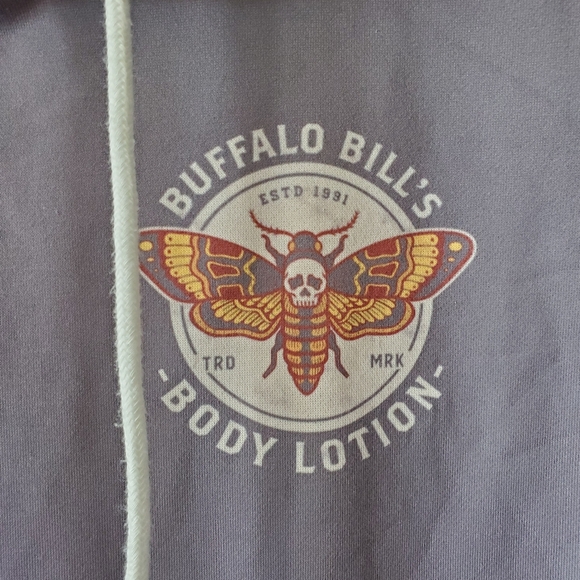 BUFFALO BILL'S
ESTD 1991
TRD MRK
-BODY LOTION-